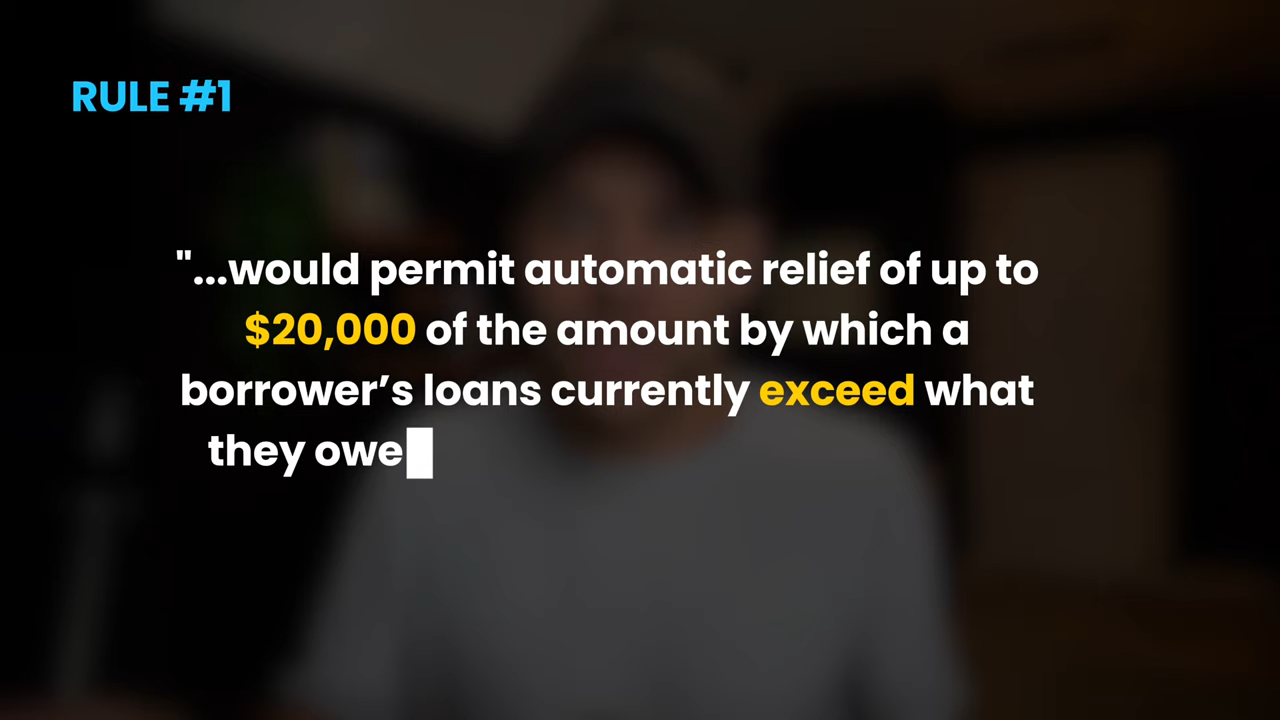 RULE #1
"...would permit automatic relief of up to
$20,000 of the amount by which a
borrower’s loans currently exceed what
they owe